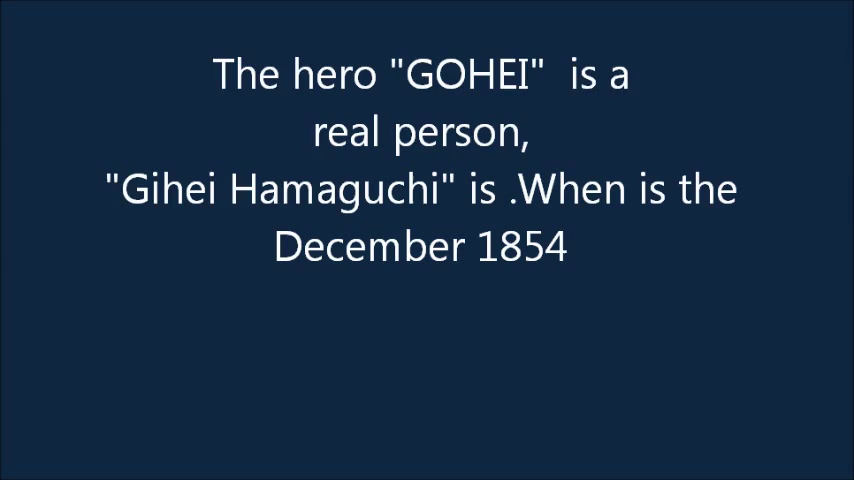 The hero "GOHEI"  is a
real person,
"Gihei Hamaguchi" is .When is the
December 1854